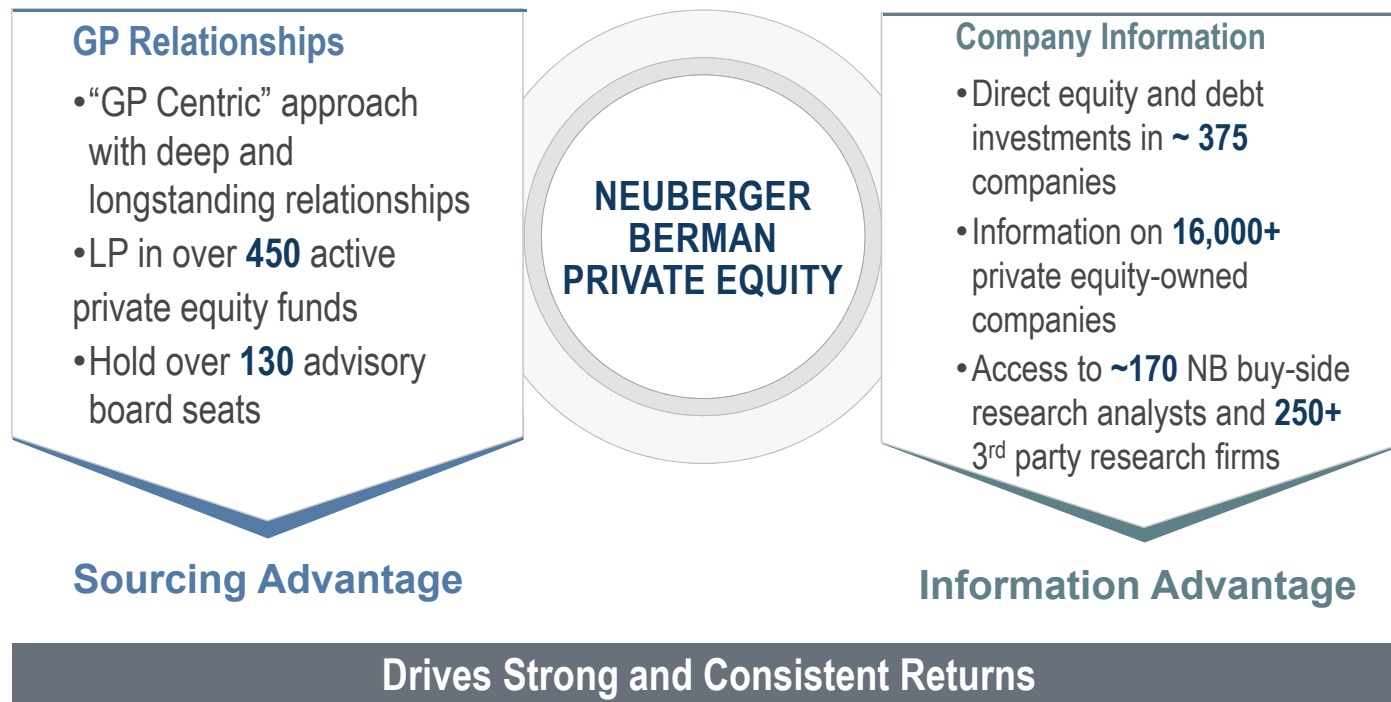 GP Relationships
•“GP Centric” approach
with deep and
longstanding relationships
•LP in over 450 active
private equity funds
•Hold over 130 advisory
board seats
Sourcing Advantage
NEUBERGER
BERMAN
PRIVATE EQUITY
Company Information
•Direct equity and debt
investments in ~ 375
companies
•Information on 16,000+
private equity-owned
companies
•Access to ~170 NB buy-side
research analysts and 250+
3rd party research firms
Information Advantage
Drives Strong and Consistent Returns